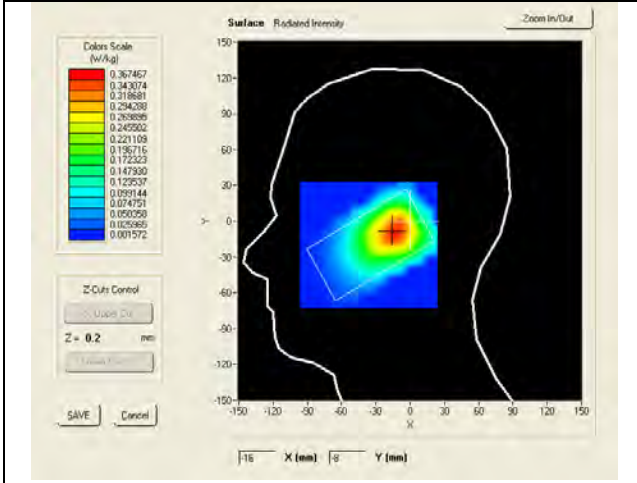 Surface Radiated Intensity
Zoom In/Out
Colors Scale
(W/kg)
0.367467
0.343074
0.318681
0.294288
0.269895
0.245502
0.221109
0.196716
0.172323
0.147930
0.123537
0.099144
0.074751
0.050358
0.025965
0.001572
150
120
90
60
30
0
-30
-60
-90
-120
-150
Y
-150 -120 -90 -60 -30 0 30 60 90 120 150
X
Z-Cuts Control
Z = 0.2 mm
SAVE Cancel
-16 X (mm) -8 Y (mm)